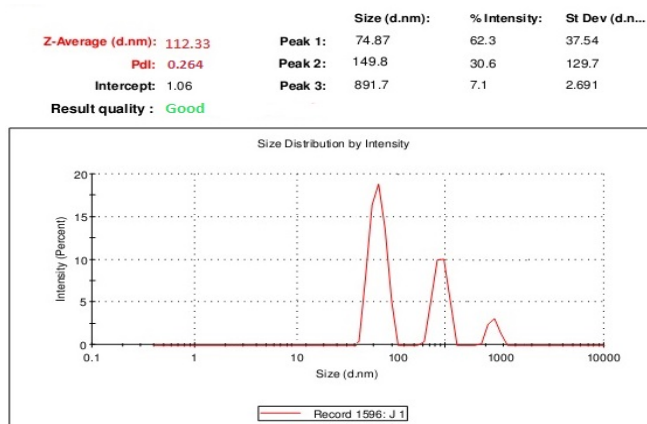 Size (d.nm): % Intensity: St Dev (d.n...
Z-Average (d.nm): 112.33 Peak 1: 74.87 62.3 37.54
PdI: 0.264 Peak 2: 149.8 30.6 129.7
Intercept: 1.06 Peak 3: 891.7 7.1 2.691
Result quality : Good
Size Distribution by Intensity
Intensity (Percent)
20
15
10
5
0
0.1 1 10 100 1000 10000
Size (d.nm)
Record 1596: J 1